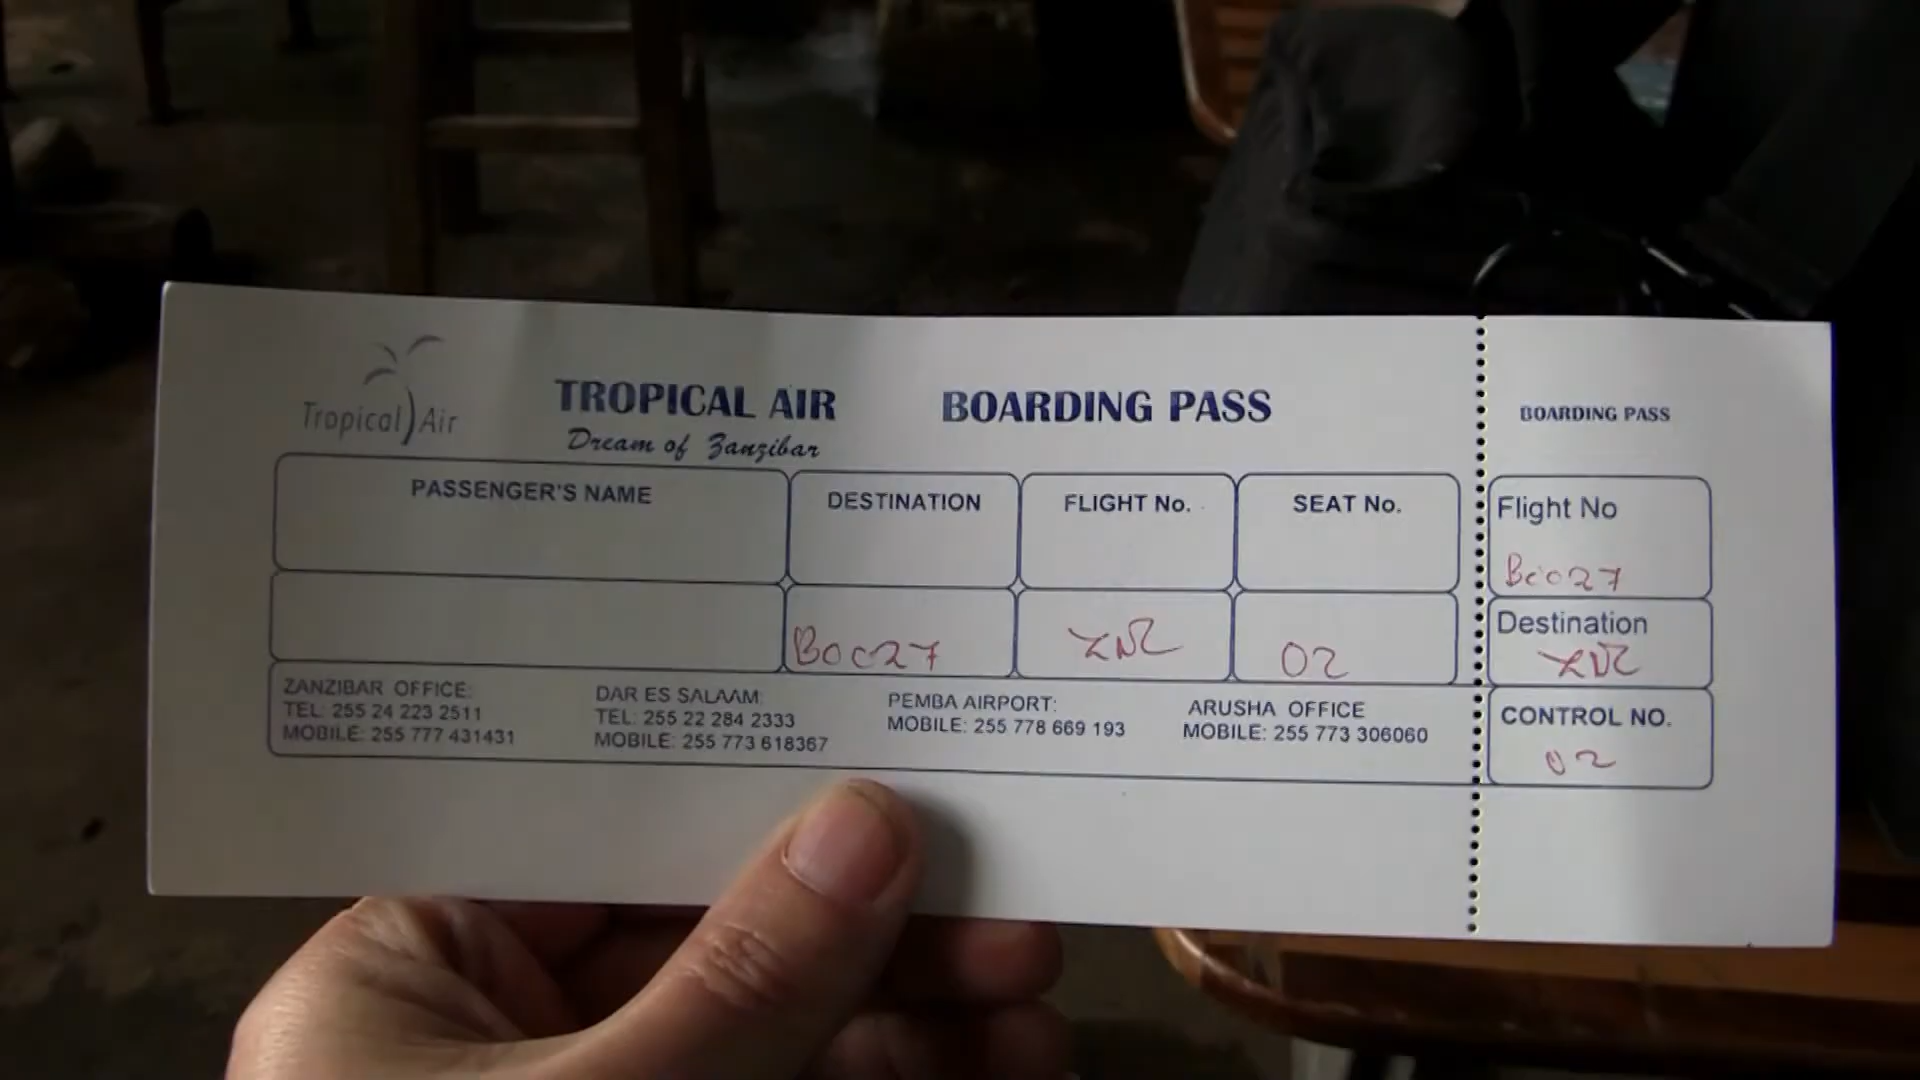 Tropical Air
TROPICAL AIR
Dream of Zanzibar
BOARDING PASS
BOARDING PASS
PASSENGER'S NAME
DESTINATION
FLIGHT No.
SEAT No.
B0027
ZNZ
02
ZANZIBAR OFFICE:
TEL: 255 24 223 2511
MOBILE: 255 777 431431
DAR ES SALAAM:
TEL: 255 22 284 2333
MOBILE: 255 773 618367
PEMBA AIRPORT:
MOBILE: 255 778 669 193
ARUSHA OFFICE
MOBILE: 255 773 306060
Flight No
B0027
Destination
ZNZ
CONTROL NO.
02